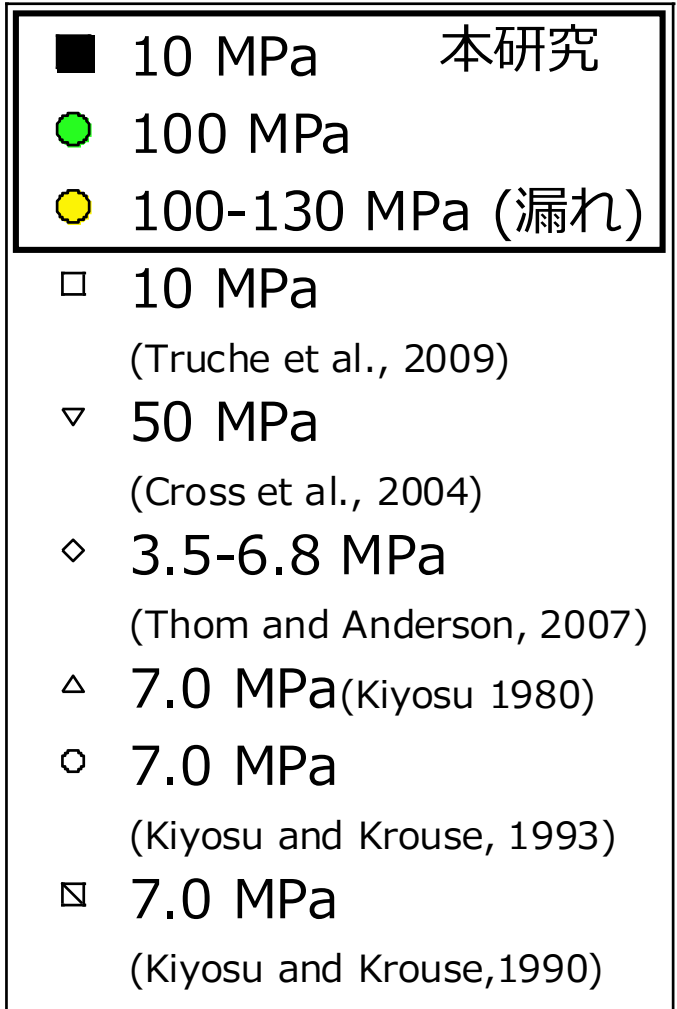 10 MPa 本研究
100 MPa
100-130 MPa (漏れ)
10 MPa
(Truche et al., 2009)
50 MPa
(Cross et al., 2004)
3.5-6.8 MPa
(Thom and Anderson, 2007)
7.0 MPa(Kiyosu 1980)
7.0 MPa
(Kiyosu and Krouse, 1993)
7.0 MPa
(Kiyosu and Krouse,1990)